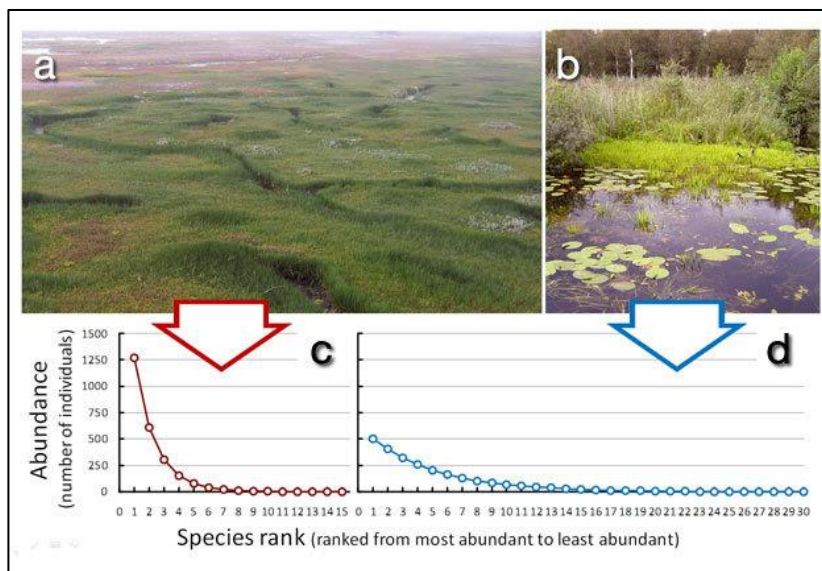 a
b
c
d
1500
1250
1000
750
500
250
0
Abundance
(number of individuals)
0 1 2 3 4 5 6 7 8 9 10 11 12 13 14 15
0 1 2 3 4 5 6 7 8 9 10 11 12 13 14 15 16 17 18 19 20 21 22 23 24 25 26 27 28 29 30
Species rank (ranked from most abundant to least abundant)